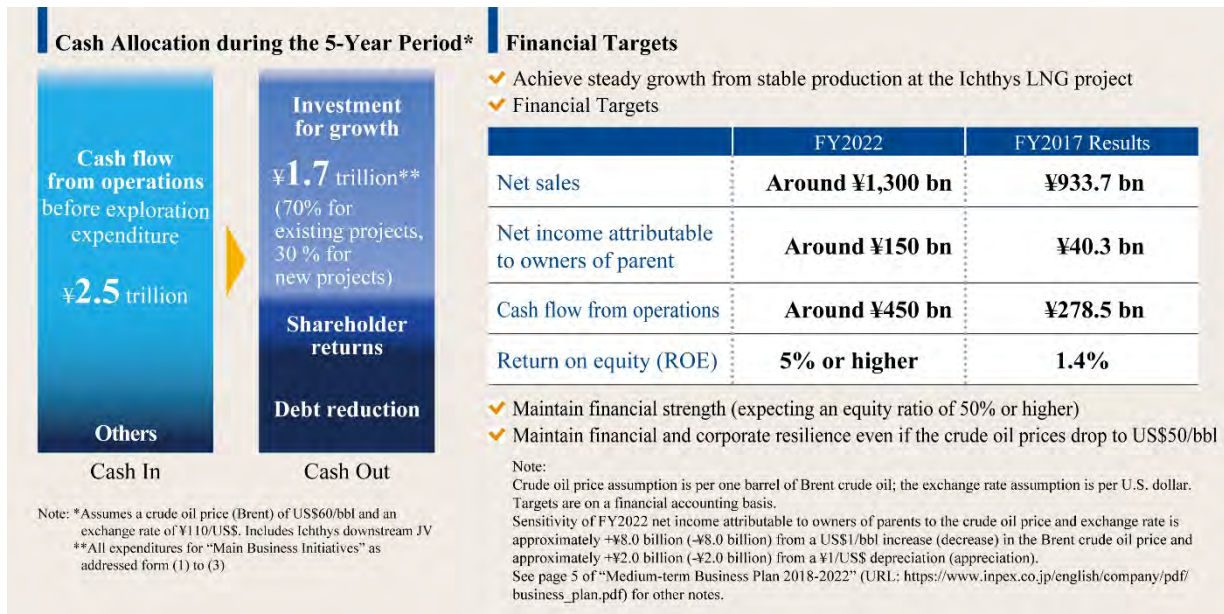 Cash Allocation during the 5-Year Period*
Cash flow
from operations
before exploration
expenditure
¥2.5 trillion
Others
Cash In
Investment
for growth
¥1.7 trillion**
(70% for
existing projects,
30 % for
new projects)
Shareholder
returns
Debt reduction
Cash Out
Note: *Assumes a crude oil price (Brent) of US$60/bbl and an
exchange rate of ¥110/US$. Includes Ichthys downstream JV
**All expenditures for “Main Business Initiatives” as
addressed form (1) to (3)
Financial Targets
Achieve steady growth from stable production at the Ichthys LNG project
Financial Targets
FY2022 FY2017 Results
Net sales Around ¥1,300 bn ¥933.7 bn
Net income attributable
to owners of parent Around ¥150 bn ¥40.3 bn
Cash flow from operations Around ¥450 bn ¥278.5 bn
Return on equity (ROE) 5% or higher 1.4%
Maintain financial strength (expecting an equity ratio of 50% or higher)
Maintain financial and corporate resilience even if the crude oil prices drop to US$50/bbl
Note:
Crude oil price assumption is per one barrel of Brent crude oil; the exchange rate assumption is per U.S. dollar.
Targets are on a financial accounting basis.
Sensitivity of FY2022 net income attributable to owners of parents to the crude oil price and exchange rate is
approximately +¥8.0 billion (-¥8.0 billion) from a US$1/bbl increase (decrease) in the Brent crude oil price and
approximately +¥2.0 billion (-¥2.0 billion) from a ¥1/US$ depreciation (appreciation).
See page 5 of “Medium-term Business Plan 2018-2022” (URL: https://www.inpex.co.jp/english/company/pdf/
business_plan.pdf) for other notes.